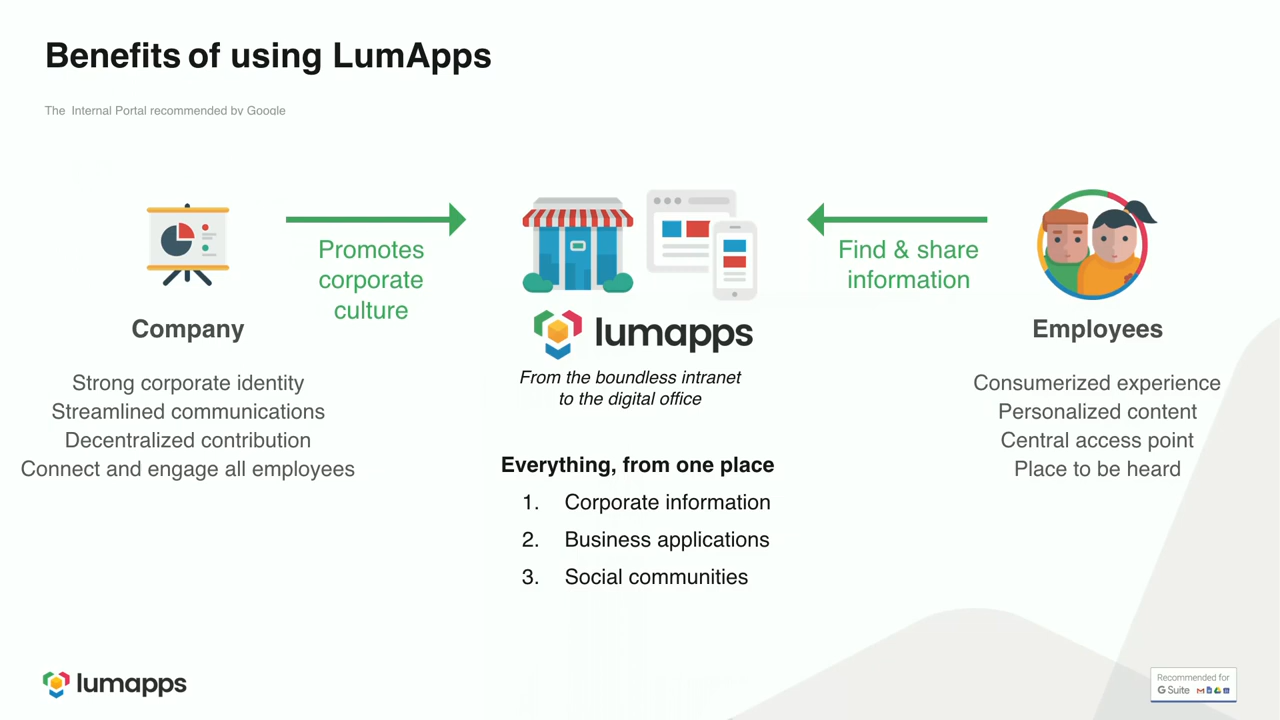 Benefits of using LumApps
The Internal Portal recommended by Google
Promotes
corporate
culture
Find & share
information
Company
Strong corporate identity
Streamlined communications
Decentralized contribution
Connect and engage all employees
lumapps
From the boundless intranet
to the digital office
Everything, from one place
1. Corporate information
2. Business applications
3. Social communities
Employees
Consumerized experience
Personalized content
Central access point
Place to be heard
lumapps
Recommended for
G Suite